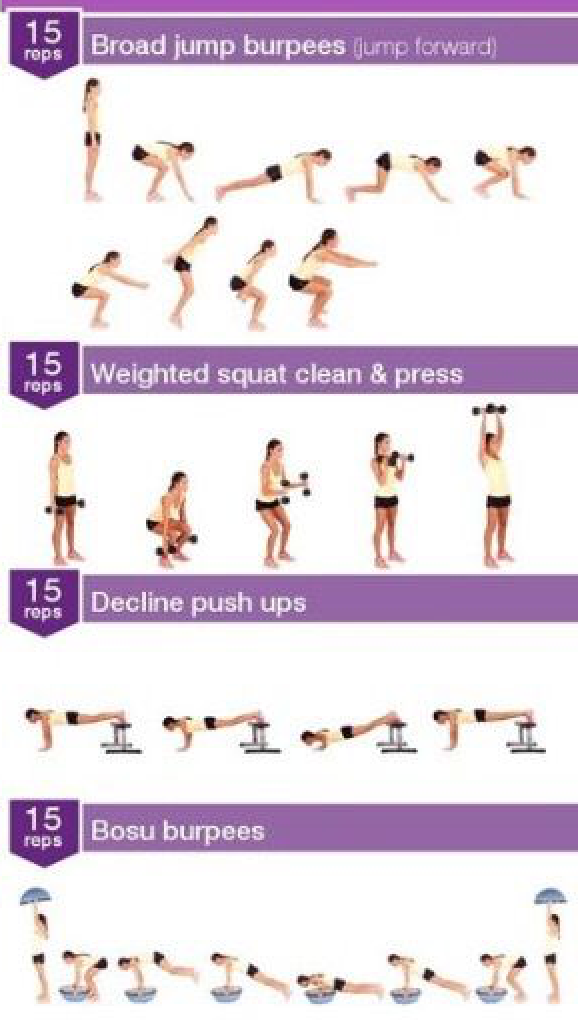 15
reps
Broad jump burpees (jump forward)
15
reps
Weighted squat clean & press
15
reps
Decline push ups
15
reps
Bosu burpees